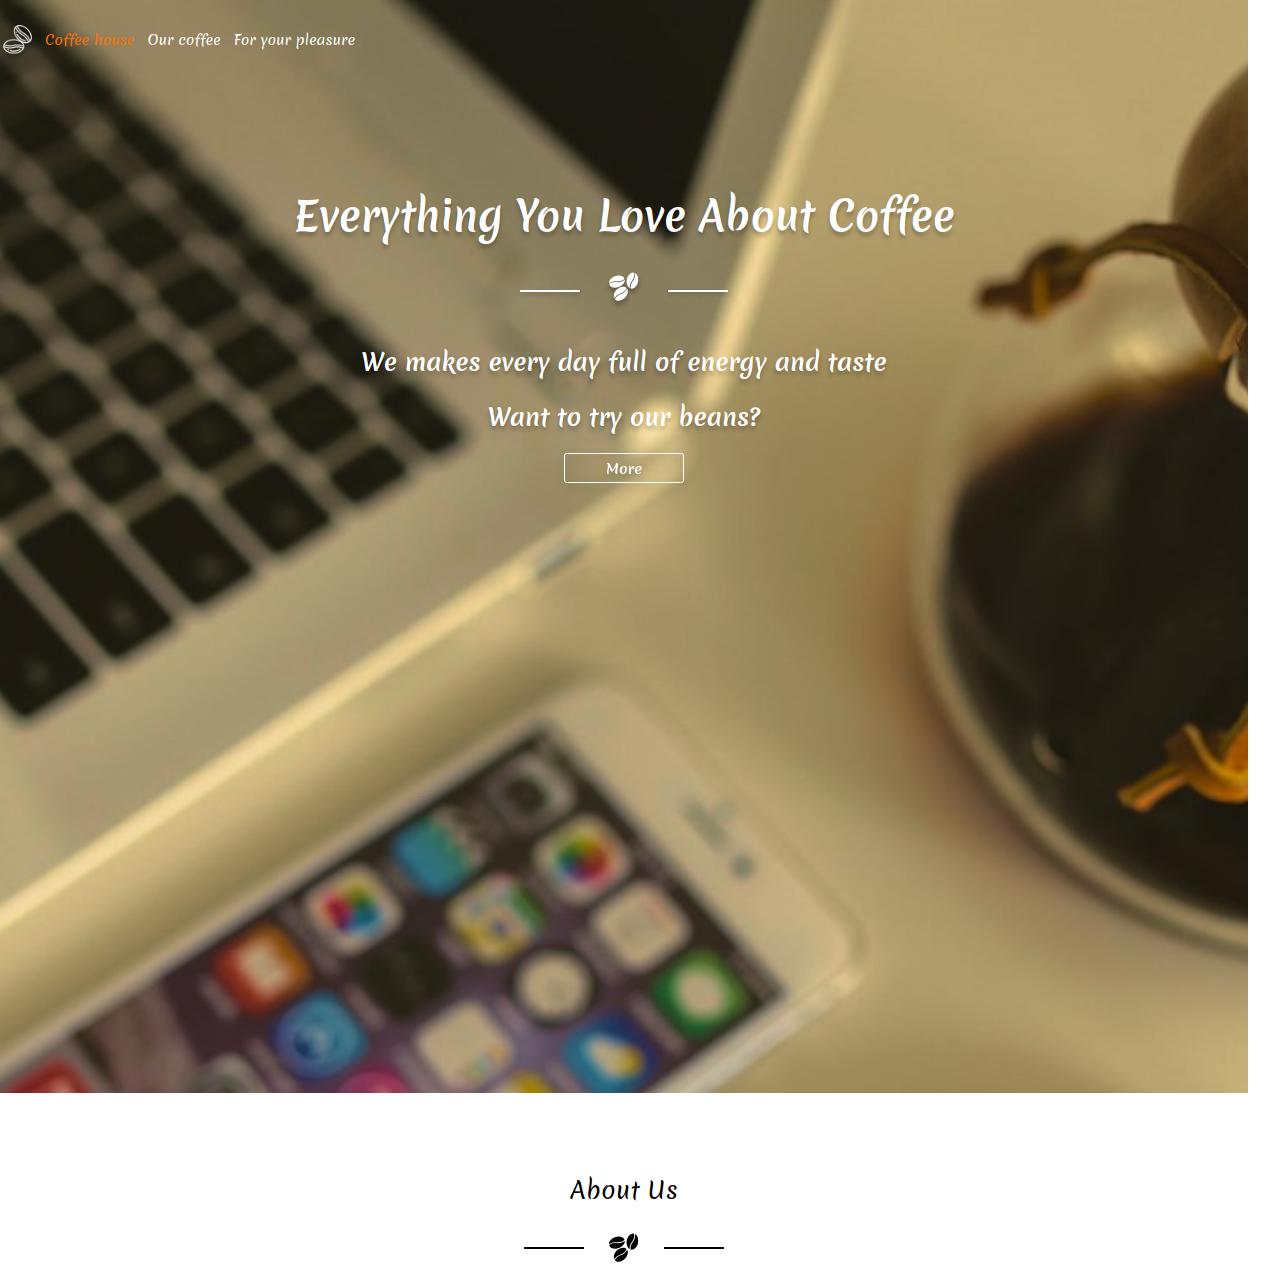 Coffee house Our coffee For your pleasure
Everything You Love About Coffee
We makes every day full of energy and taste
Want to try our beans?
More
About Us